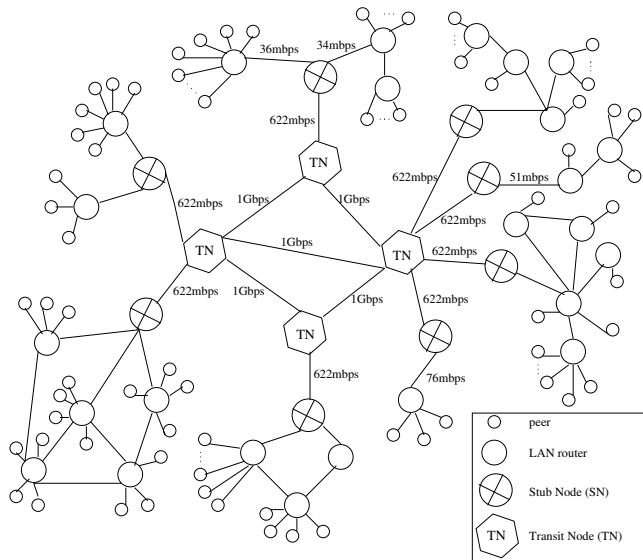 36mbps
34mbps
622mbps
TN
622mbps
51mbps
1Gbps
1Gbps
622mbps
622mbps
TN
1Gbps
TN
622mbps
622mbps
1Gbps
1Gbps
622mbps
TN
622mbps
76mbps
peer
LAN router
Stub Node (SN)
TN
Transit Node (TN)